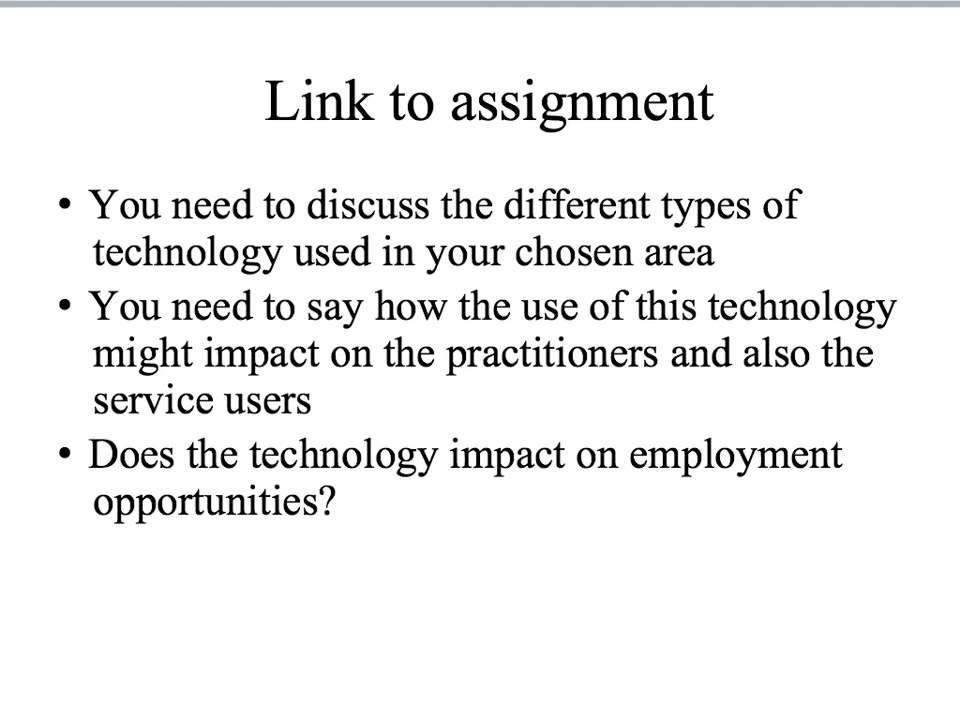 Link to assignment
• You need to discuss the different types of
technology used in your chosen area
• You need to say how the use of this technology
might impact on the practitioners and also the
service users
• Does the technology impact on employment
opportunities?